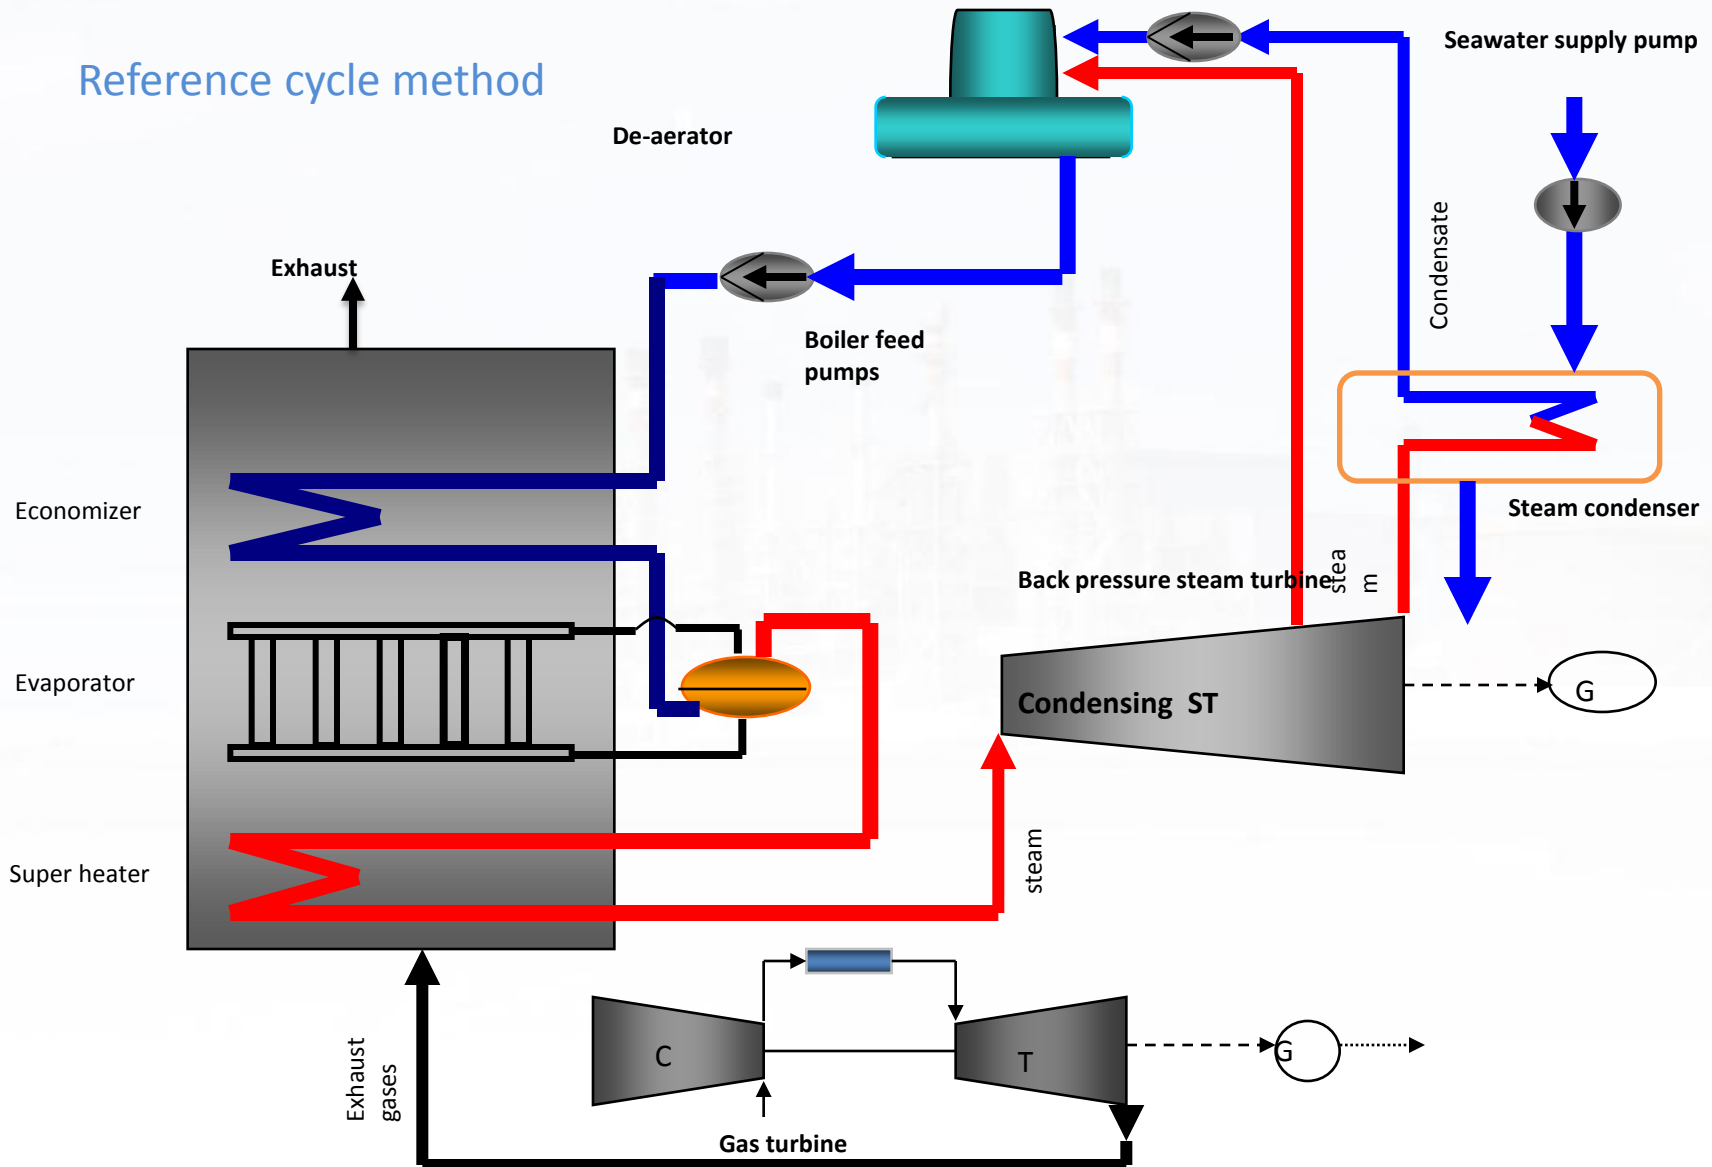 Seawater supply pump
Reference cycle method
De-aerator
Condensate
Exhaust
Boiler feed
pumps
Economizer
Steam condenser
Back pressure steam turbine
stea
m
Evaporator
Condensing ST
G
Super heater
steam
C
T
G
Exhaust
gases
Gas turbine